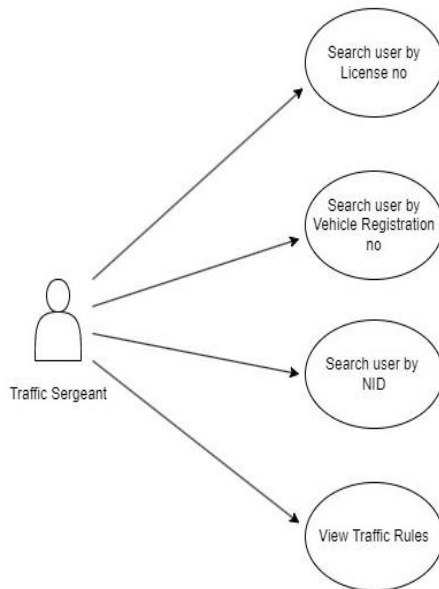 Search user by
License no
Search user by
Vehicle Registration
no
Traffic Sergeant
Search user by
NID
View Traffic Rules